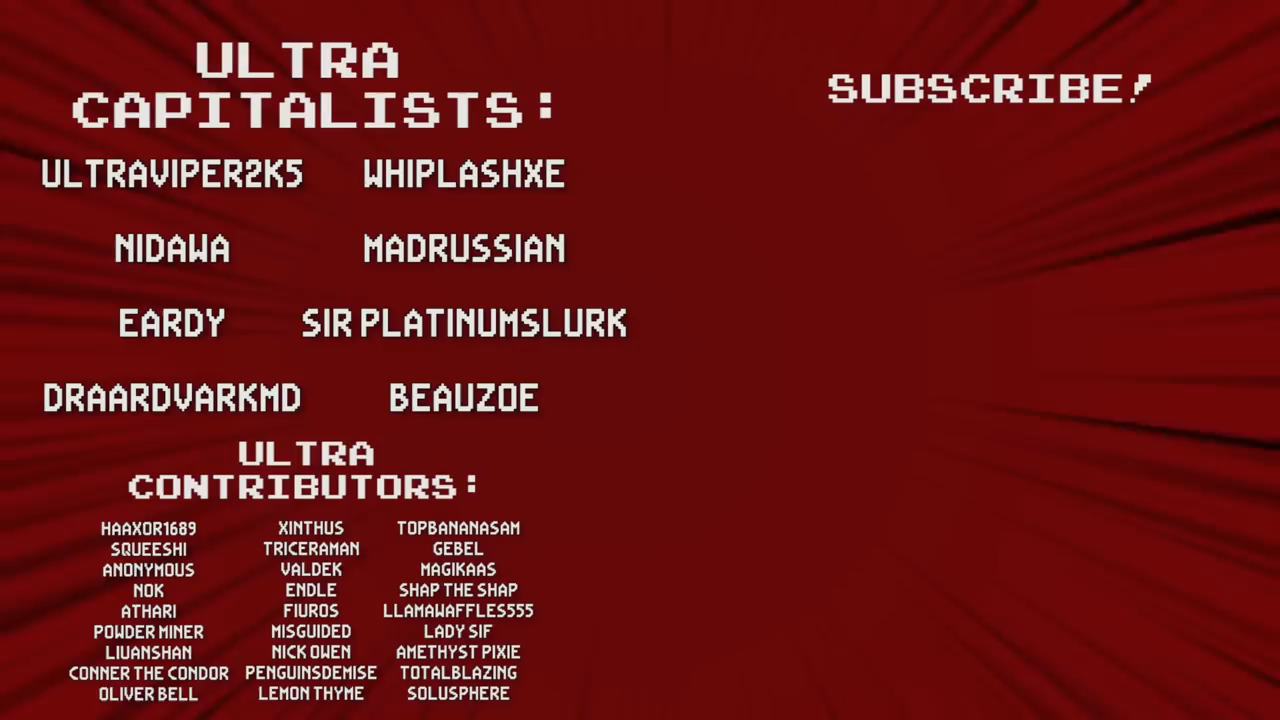 ULTRA
CAPITALISTS:
SUBSCRIBE!
ULTRAVIPER2K5 WHIPLASHXE
NIDAWA MADRUSSIAN
EARDY SIR PLATINUMSLURK
DRAARDVARKMD BEAUZOE
ULTRA
CONTRIBUTORS:
HAAXOR1689 XINTHUS TOPBANANASAM
SQUEESHI TRICERAMAN GEBEL
ANONYMOUS VALDEK MAGIKAAS
NOK ENDLE SHAP THE SHAP
ATHARI FIUROS LLAMAWAFFLES555
POWDER MINER MISGUIDED LADY SIF
LIUANSHAN NICK OWEN AMETHYST PIXIE
CONNER THE CONDOR PENGUINSDEMISE TOTALBLAZING
OLIVER BELL LEMON THYME SOLUSPHERE